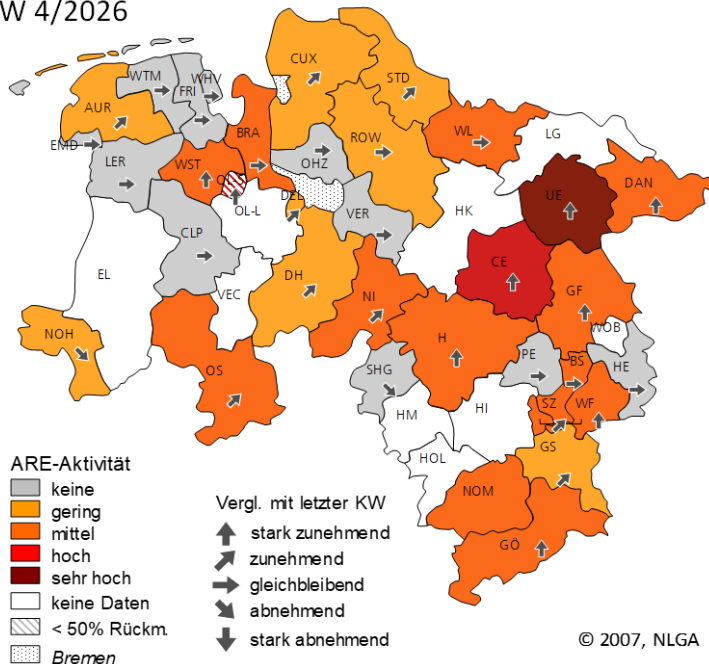 W 4/2026
CUX
STD
WTM
WHV
FRI
AUR
EMD
BRA
ROW
WL
LG
LER
WST
OHZ
UE
DAN
DEL
OL-L
VER
HK
CLP
CE
EL
VEC
DH
NI
GF
NOH
H
WOB
PE
BS
HE
SHG
OS
SZ
WF
HM
HI
GS
HOL
NOM
GÖ
ARE-Aktivität
keine
gering
mittel
hoch
sehr hoch
keine Daten
< 50% Rückm.
Bremen
Vergl. mit letzter KW
stark zunehmend
zunehmend
gleichbleibend
abnehmend
stark abnehmend
© 2007, NLGA